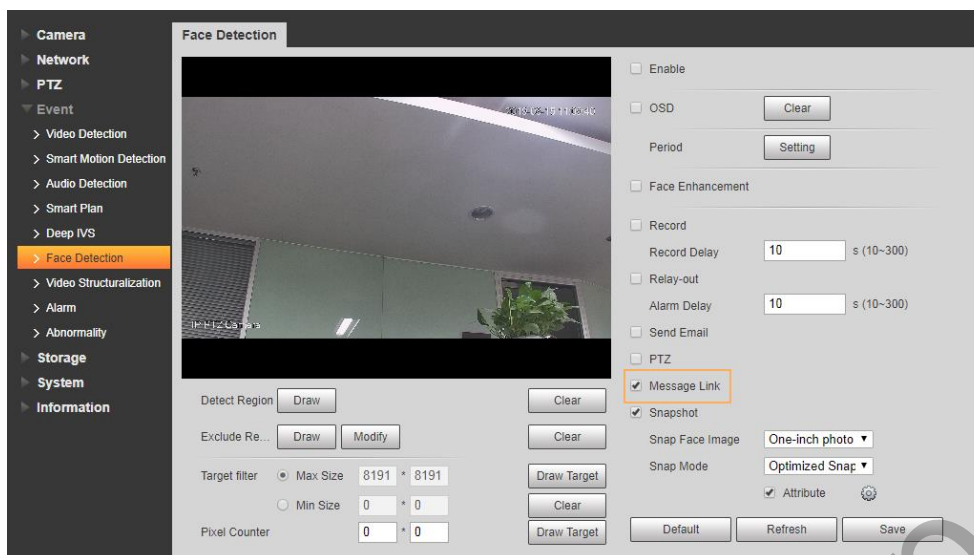 Camera
Network
PTZ
Event
Video Detection
Smart Motion Detection
Audio Detection
Smart Plan
Deep IVS
Face Detection
Video Structuralization
Alarm
Abnormality
Storage
System
Information
Face Detection
IP PTZ Camera
Detect Region Draw Clear
Exclude Re... Draw Modify Clear
Target filter Max Size 8191 * 8191 Draw Target
Min Size 0 * 0 Clear
Pixel Counter 0 * 0 Draw Target
Enable
OSD Clear
Period Setting
Face Enhancement
Record
Record Delay 10 s (10~300)
Relay-out
Alarm Delay 10 s (10~300)
Send Email
PTZ
Message Link
Snapshot
Snap Face Image One-inch photo
Snap Mode Optimized Snap
Attribute
Default Refresh Save